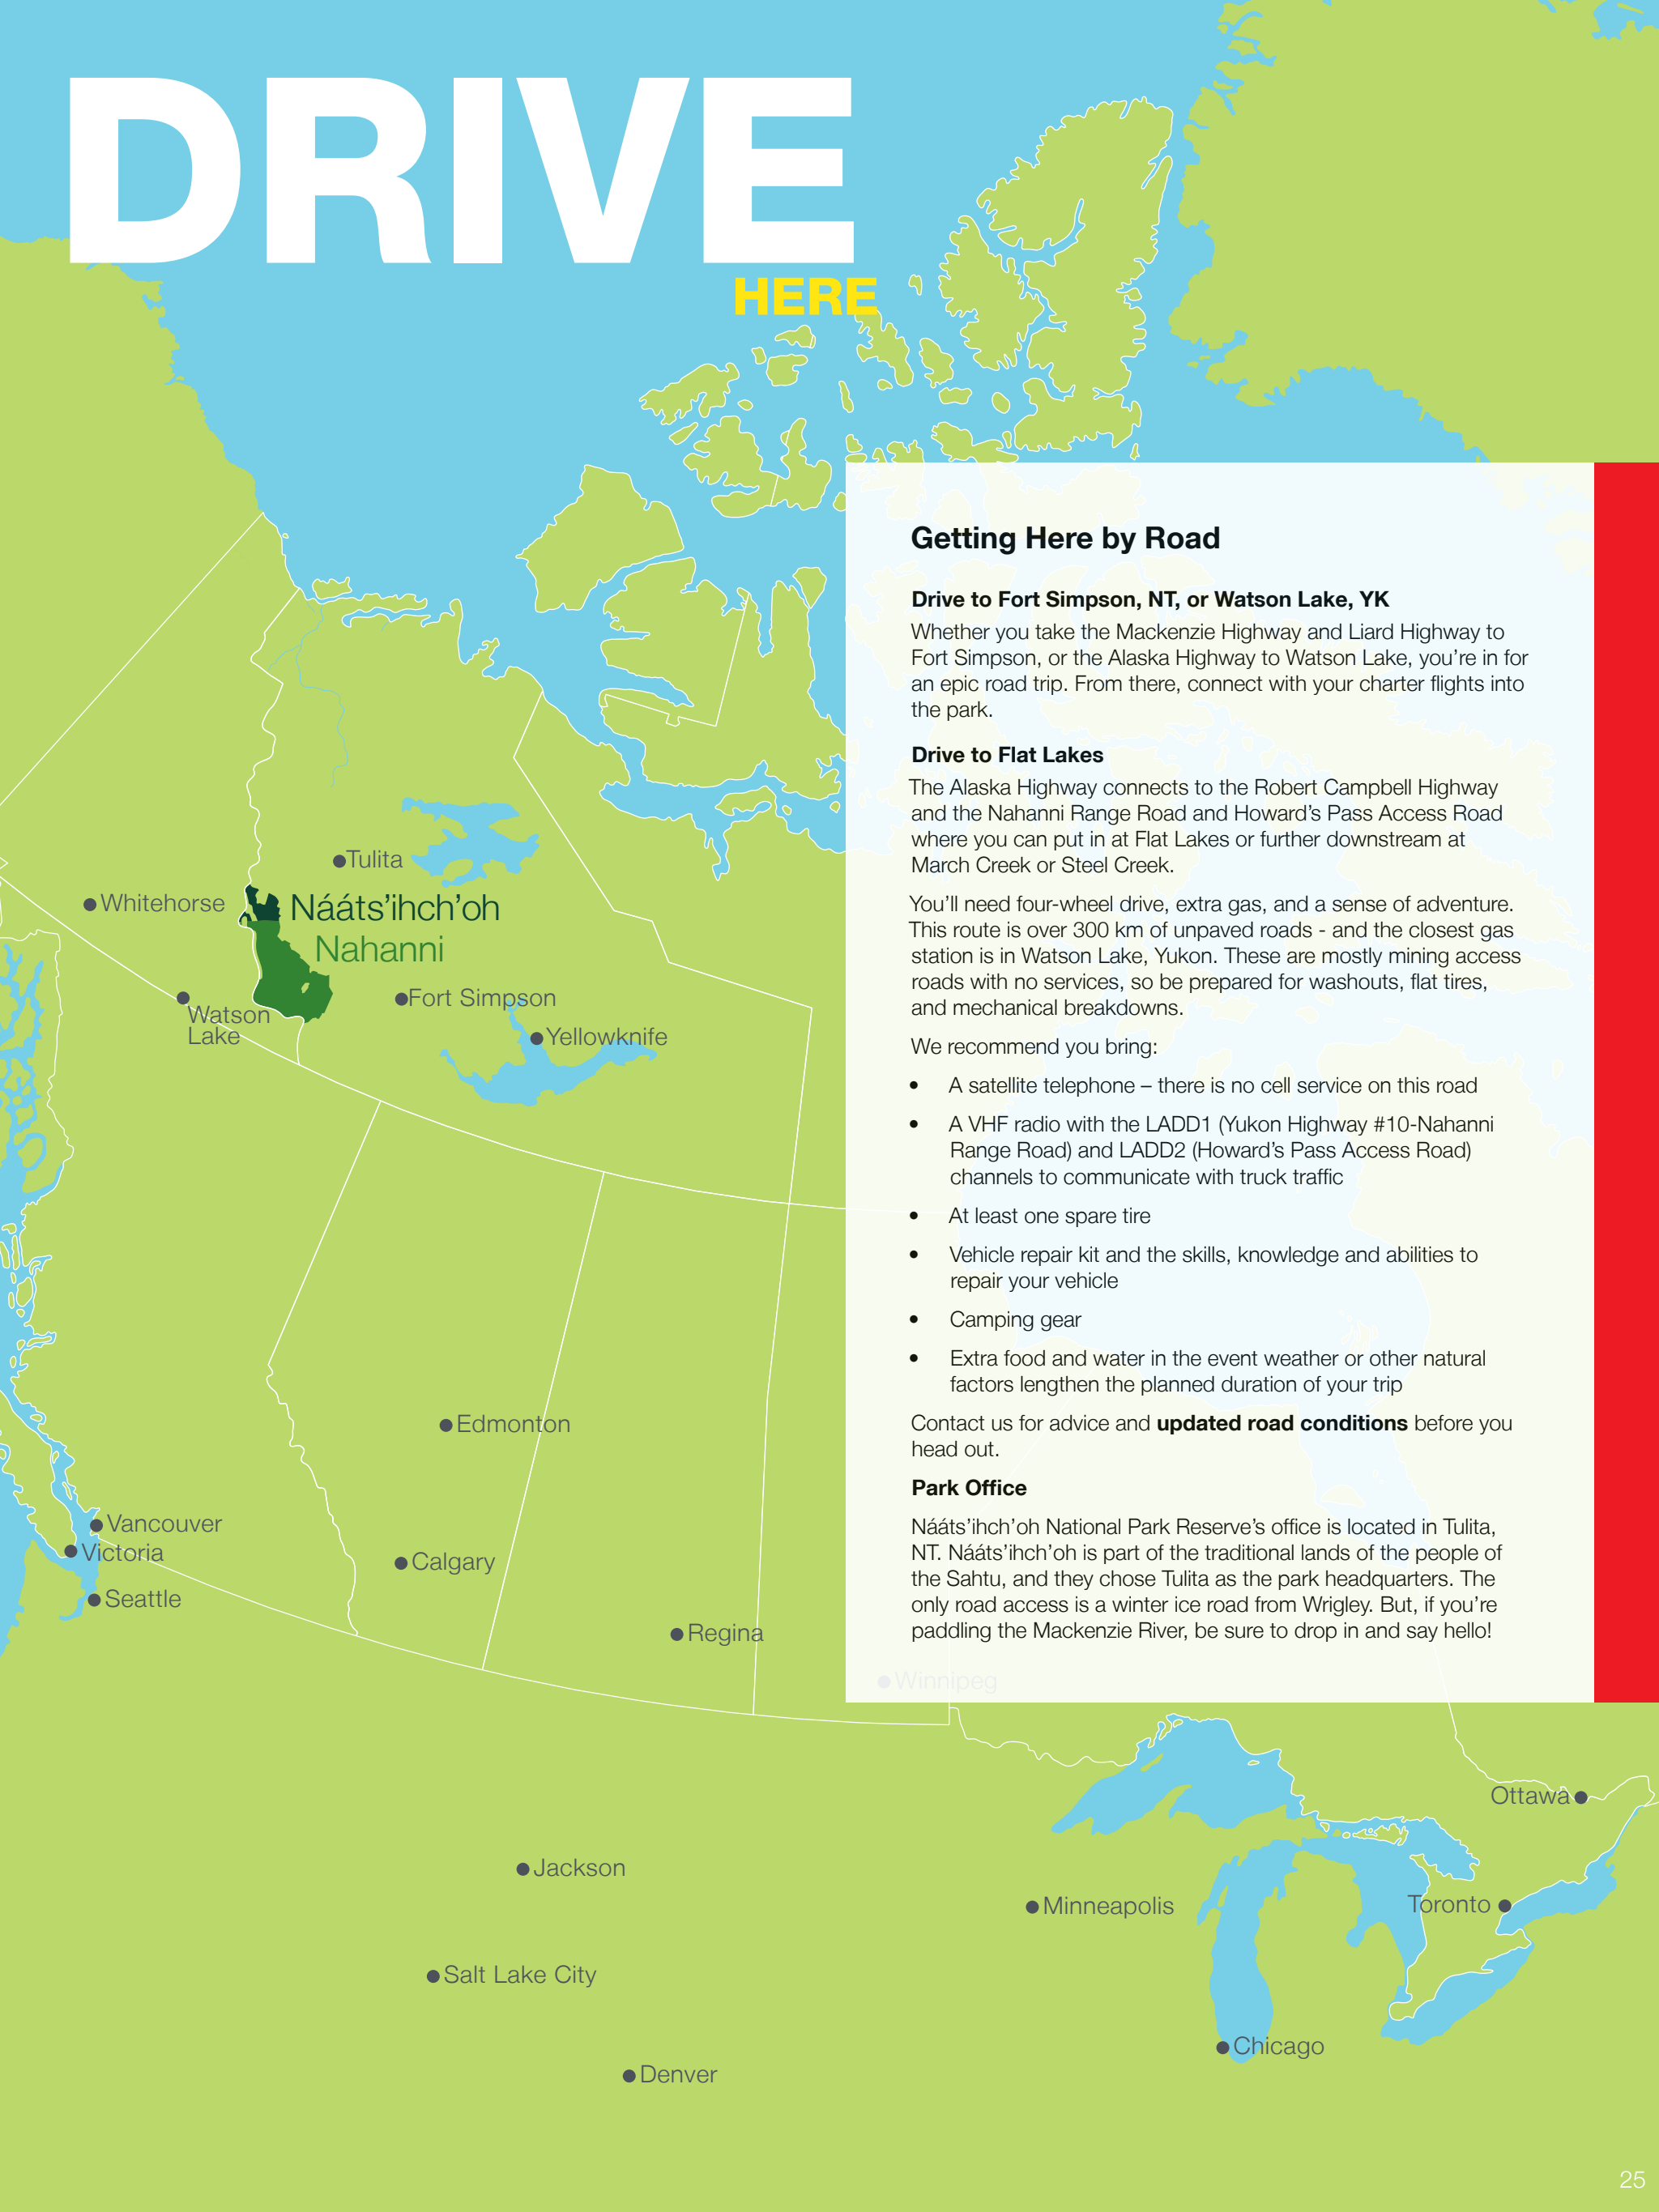 DRIVE
HERE
Getting Here by Road
Drive to Fort Simpson, NT, or Watson Lake, YK
Whether you take the Mackenzie Highway and Liard Highway to
Fort Simpson, or the Alaska Highway to Watson Lake, you’re in for
an epic road trip. From there, connect with your charter flights into
the park.
Drive to Flat Lakes
The Alaska Highway connects to the Robert Campbell Highway
and the Nahanni Range Road and Howard’s Pass Access Road
where you can put in at Flat Lakes or further downstream at
March Creek or Steel Creek.
You’ll need four-wheel drive, extra gas, and a sense of adventure.
This route is over 300 km of unpaved roads - and the closest gas
station is in Watson Lake, Yukon. These are mostly mining access
roads with no services, so be prepared for washouts, flat tires,
and mechanical breakdowns.
We recommend you bring:
• A satellite telephone – there is no cell service on this road
• A VHF radio with the LADD1 (Yukon Highway #10-Nahanni
Range Road) and LADD2 (Howard’s Pass Access Road)
channels to communicate with truck traffic
• At least one spare tire
• Vehicle repair kit and the skills, knowledge and abilities to
repair your vehicle
• Camping gear
• Extra food and water in the event weather or other natural
factors lengthen the planned duration of your trip
Contact us for advice and updated road conditions before you
head out.
Park Office
Nááts’ihch’oh National Park Reserve’s office is located in Tulita,
NT. Nááts’ihch’oh is part of the traditional lands of the people of
the Sahtu, and they chose Tulita as the park headquarters. The
only road access is a winter ice road from Wrigley. But, if you’re
paddling the Mackenzie River, be sure to drop in and say hello!
Tulita
Whitehorse
Nááts’ihch’oh
Nahanni
Fort Simpson
Watson
Lake
Yellowknife
Edmonton
Vancouver
Victoria
Calgary
Seattle
Regina
Winnipeg
Ottawa
Jackson
Minneapolis
Toronto
Salt Lake City
Chicago
Denver
25